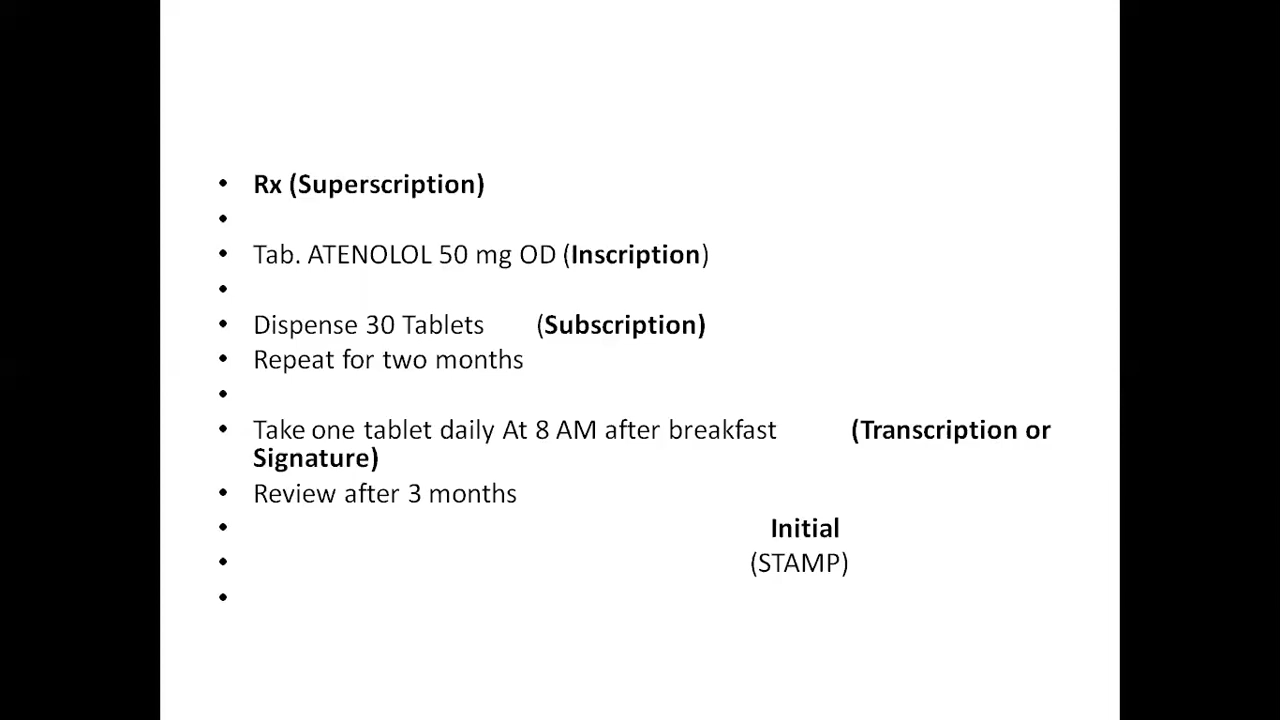 • Rx (Superscription)
•
• Tab. ATENOLOL 50 mg OD (Inscription)
•
• Dispense 30 Tablets (Subscription)
• Repeat for two months
•
• Take one tablet daily At 8 AM after breakfast (Transcription or
Signature)
• Review after 3 months
• Initial
• (STAMP)
•